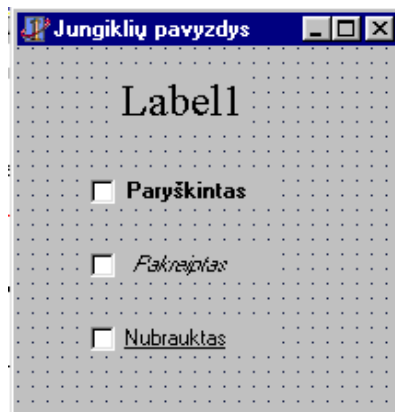 Jungiklių pavyzdys
Label1
Paryškintas
Pakreiptas
Nubrauktas